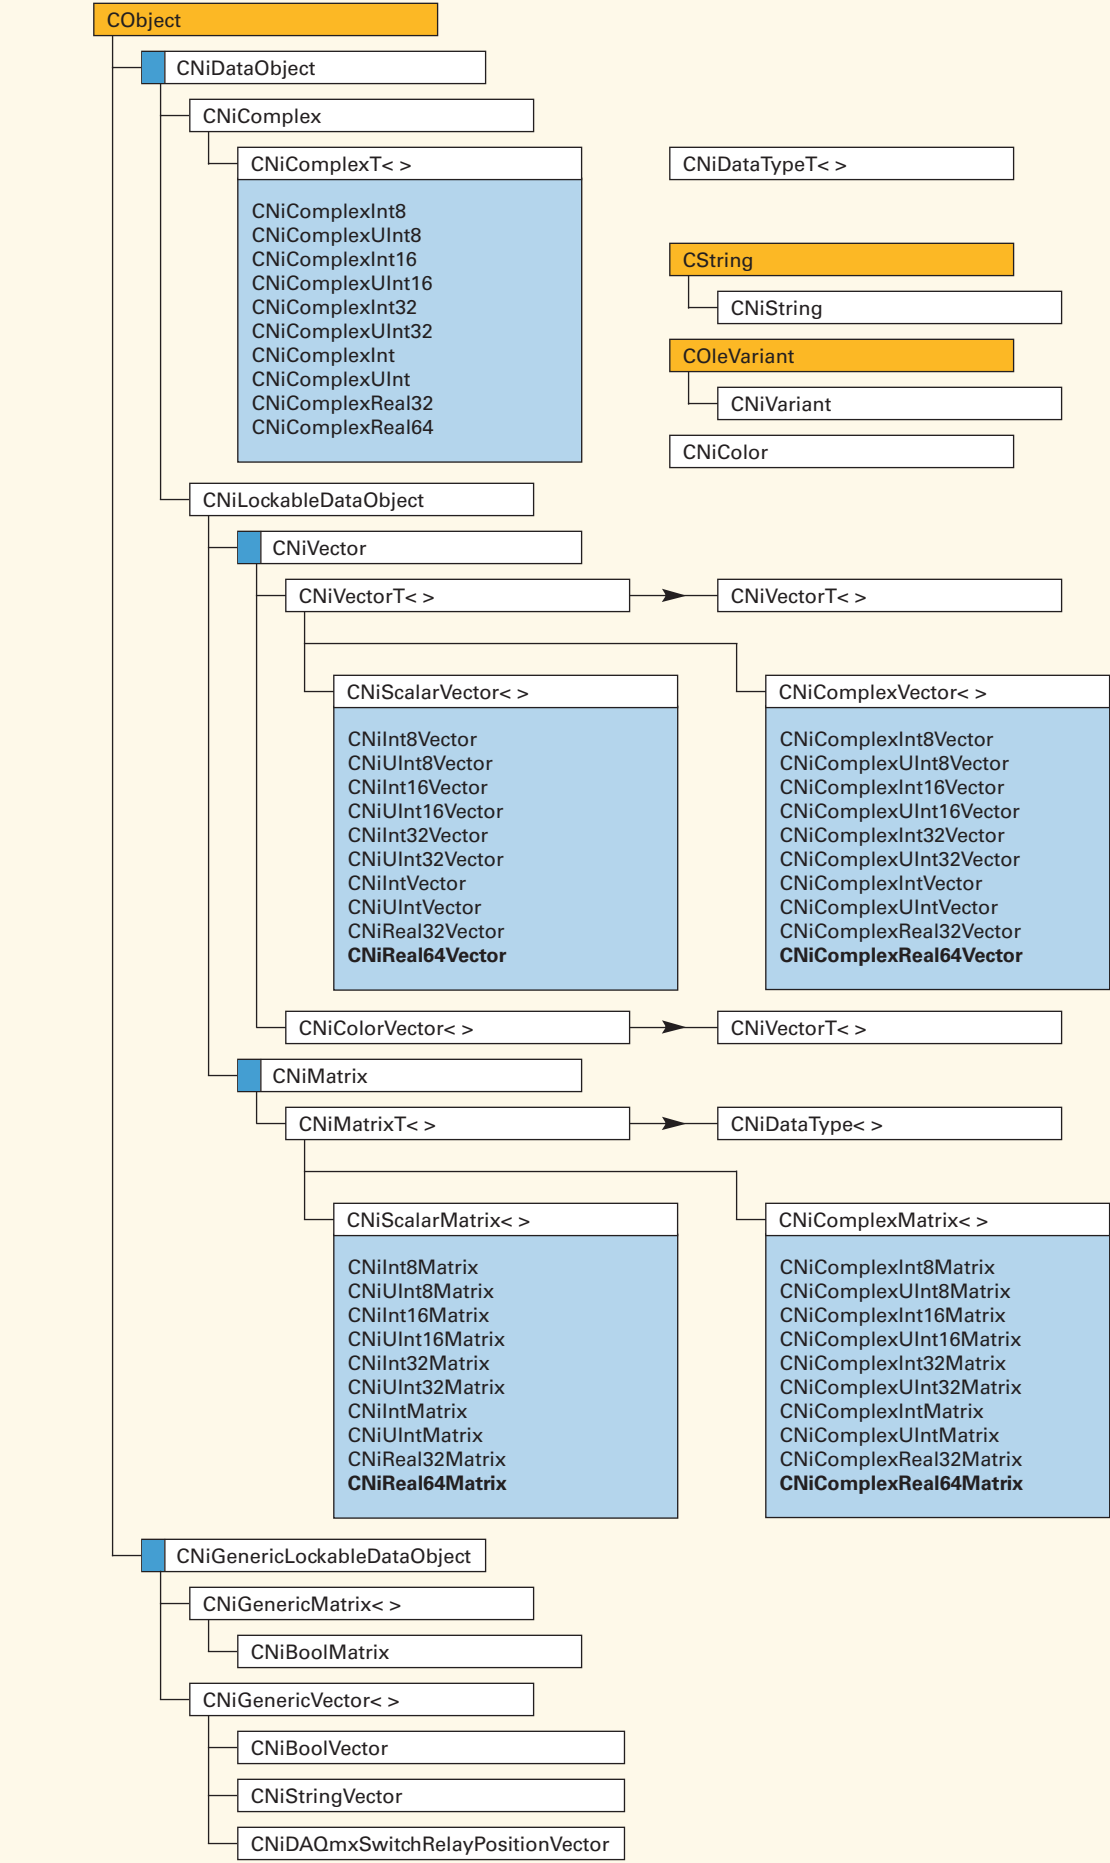 CObject
CNiDataObject
CNiComplex
CNiComplexT< >
CNiComplexInt8
CNiComplexUInt8
CNiComplexInt16
CNiComplexUInt16
CNiComplexInt32
CNiComplexUInt32
CNiComplexInt
CNiComplexUInt
CNiComplexReal32
CNiComplexReal64
CNiDataTypeT< >
CString
CNiString
COleVariant
CNiVariant
CNiColor
CNiLockableDataObject
CNiVector
CNiVectorT< >
CNiVectorT< >
CNiScalarVector< >
CNiInt8Vector
CNiUInt8Vector
CNiInt16Vector
CNiUInt16Vector
CNiInt32Vector
CNiUInt32Vector
CNiIntVector
CNiUIntVector
CNiReal32Vector
CNiReal64Vector
CNiComplexVector< >
CNiComplexInt8Vector
CNiComplexUInt8Vector
CNiComplexInt16Vector
CNiComplexUInt16Vector
CNiComplexInt32Vector
CNiComplexUInt32Vector
CNiComplexIntVector
CNiComplexUIntVector
CNiComplexReal32Vector
CNiComplexReal64Vector
CNiColorVector< >
CNiVectorT< >
CNiMatrix
CNiMatrixT< >
CNiDataType< >
CNiScalarMatrix< >
CNiInt8Matrix
CNiUInt8Matrix
CNiInt16Matrix
CNiUInt16Matrix
CNiInt32Matrix
CNiUInt32Matrix
CNiIntMatrix
CNiUIntMatrix
CNiReal32Matrix
CNiReal64Matrix
CNiComplexMatrix< >
CNiComplexInt8Matrix
CNiComplexUInt8Matrix
CNiComplexInt16Matrix
CNiComplexUInt16Matrix
CNiComplexInt32Matrix
CNiComplexUInt32Matrix
CNiComplexIntMatrix
CNiComplexUIntMatrix
CNiComplexReal32Matrix
CNiComplexReal64Matrix
CNiGenericLockableDataObject
CNiGenericMatrix< >
CNiBoolMatrix
CNiGenericVector< >
CNiBoolVector
CNiStringVector
CNiDAQmxSwitchRelayPositionVector